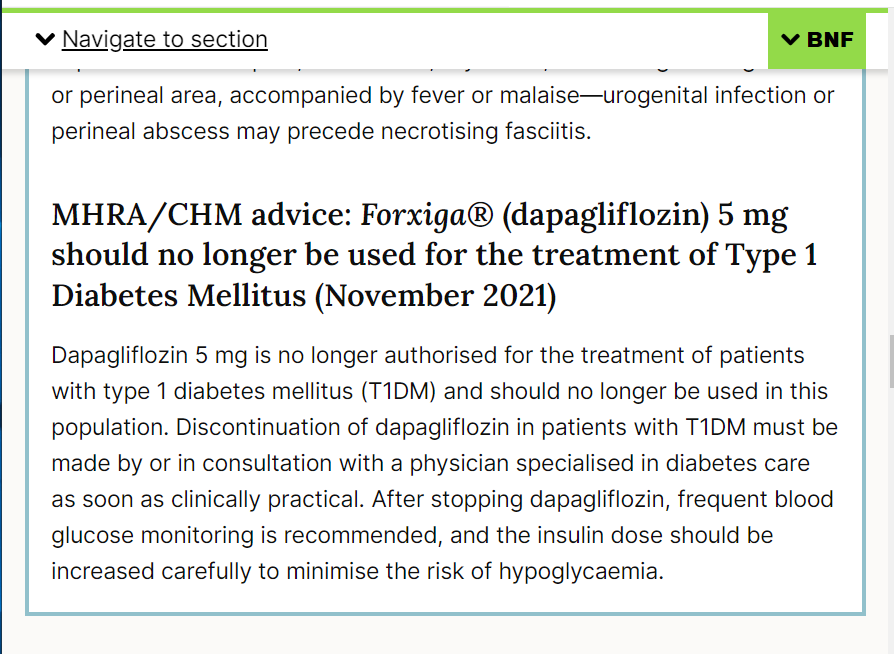 Navigate to section
BNF
or perineal area, accompanied by fever or malaise—urogenital infection or
perineal abscess may precede necrotising fasciitis.
MHRA/CHM advice: Forxiga® (dapagliflozin) 5 mg
should no longer be used for the treatment of Type 1
Diabetes Mellitus (November 2021)
Dapagliflozin 5 mg is no longer authorised for the treatment of patients
with type 1 diabetes mellitus (T1DM) and should no longer be used in this
population. Discontinuation of dapagliflozin in patients with T1DM must be
made by or in consultation with a physician specialised in diabetes care
as soon as clinically practical. After stopping dapagliflozin, frequent blood
glucose monitoring is recommended, and the insulin dose should be
increased carefully to minimise the risk of hypoglycaemia.